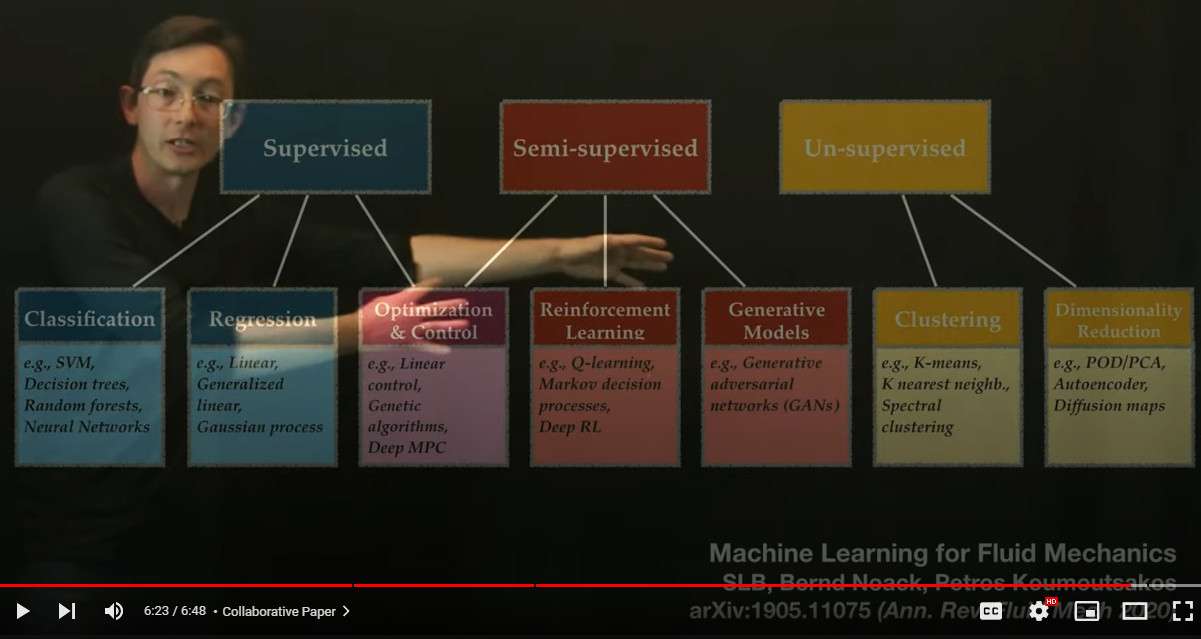 Supervised
Semi-supervised
Un-supervised
Classification
e.g., SVM,
Decision trees,
Random forests,
Neural Networks
Regression
e.g., Linear,
Generalized
linear,
Gaussian process
Optimization
& Control
e.g., Linear
control,
Genetic
algorithms,
Deep MPC
Reinforcement
Learning
e.g., Q-learning,
Markov decision
processes,
Deep RL
Generative
Models
e.g., Generative
adversarial
networks (GANs)
Clustering
e.g., K-means,
K nearest neighb.,
Spectral
clustering
Dimensionality
Reduction
e.g., POD/PCA,
Autoencoder,
Diffusion maps
Machine Learning for Fluid Mechanics
SLB, Bernd Noack, Petros Koumoutsakos
arXiv:1905.11075 (Ann. Rev. Fluid Mech 2020)
6:23 / 6:48 • Collaborative Paper
CC
HD